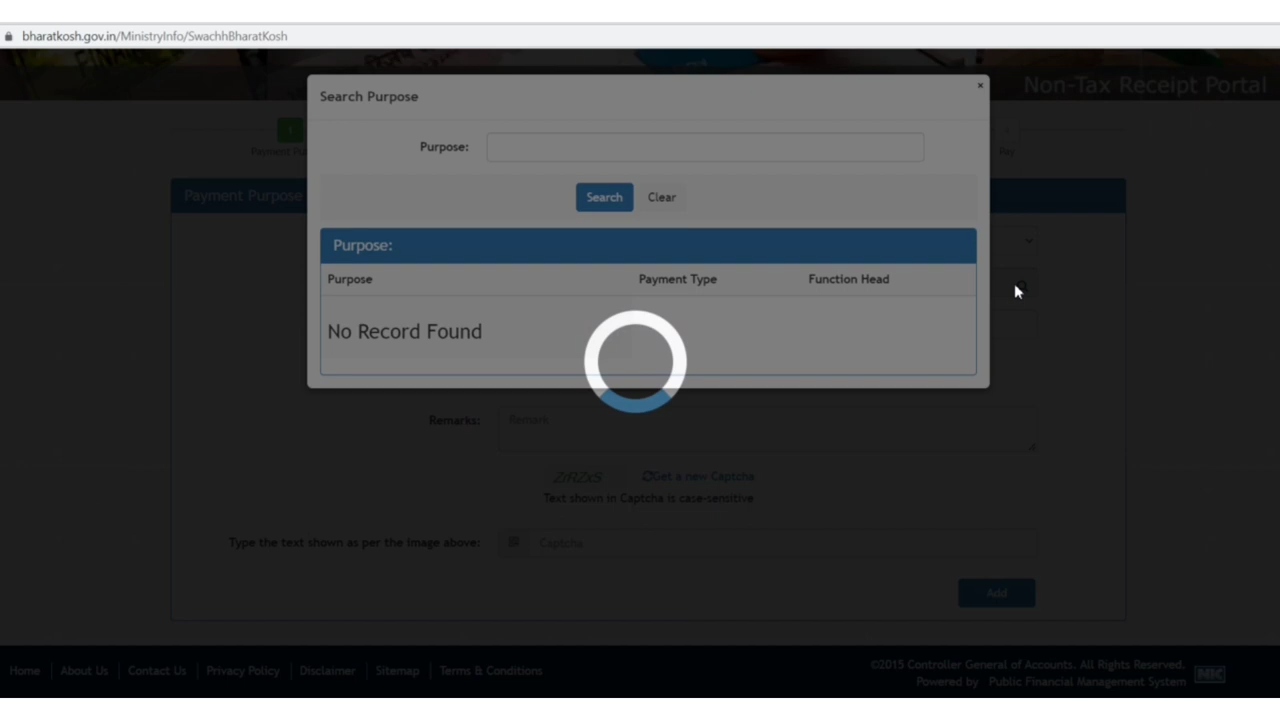 bharatkosh.gov.in/MinistryInfo/SwachhBharatKosh
Non-Tax Receipt Portal
Search Purpose
×
Purpose:
Search Clear
Purpose:
Purpose Payment Type Function Head
No Record Found
1
Payment
Pay
Payment Purpose
Remarks: Remark
Get a new Captcha
Text shown in Captcha is case-sensitive
Type the text shown as per the image above: Captcha
Add
Home About Us Contact Us Privacy Policy Disclaimer Sitemap Terms & Conditions
©2015 Controller General of Accounts. All Rights Reserved.
Powered by Public Financial Management System
NIC